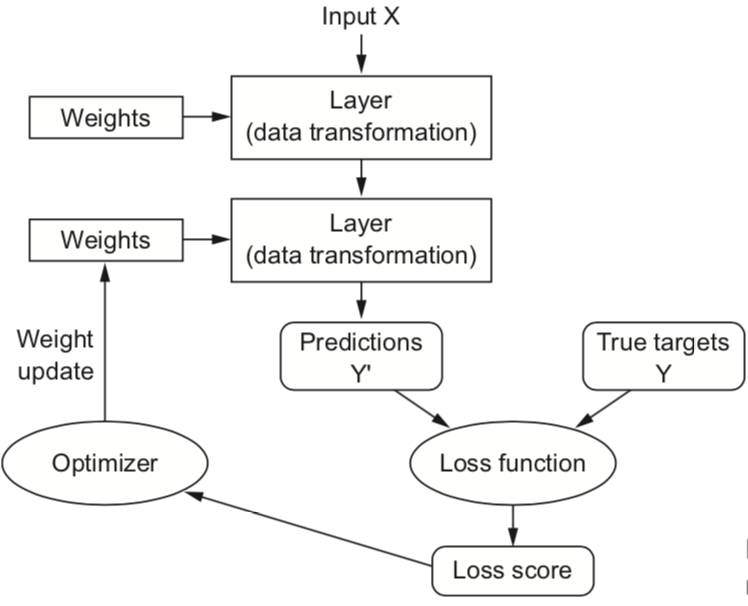 Input X
Layer
(data transformation)
Weights
Layer
(data transformation)
Weights
Weight
update
Predictions
Y'
True targets
Y
Optimizer
Loss function
Loss score